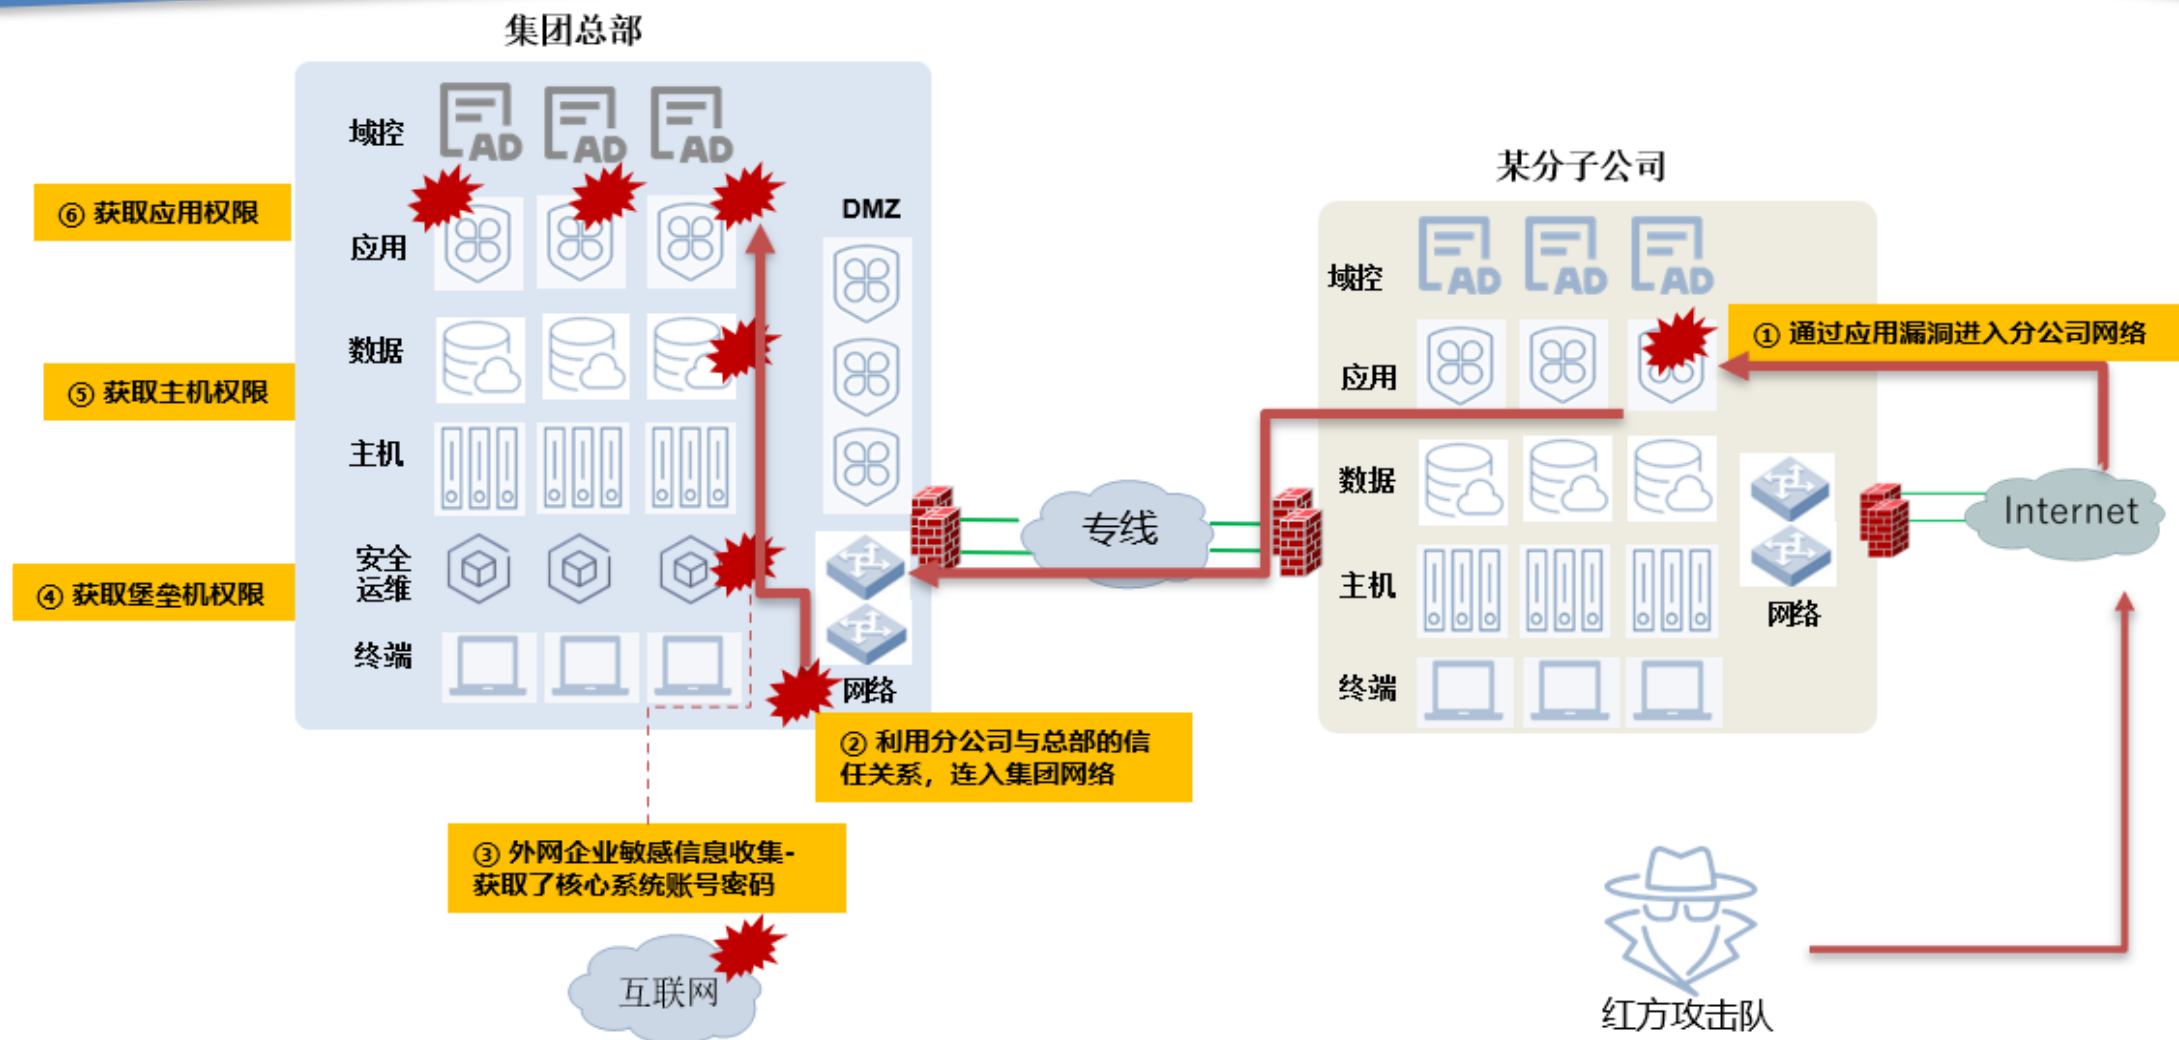 集团总部
域控
AD AD AD
⑥ 获取应用权限
应用
DMZ
数据
⑤ 获取主机权限
主机
安全
运维
④ 获取堡垒机权限
终端
网络
② 利用分公司与总部的信
任关系，连入集团网络
③ 外网企业敏感信息收集-
获取了核心系统账号密码
互联网
专线
某分子公司
域控
AD AD AD
① 通过应用漏洞进入分公司网络
应用
数据
主机
网络
终端
Internet
红方攻击队